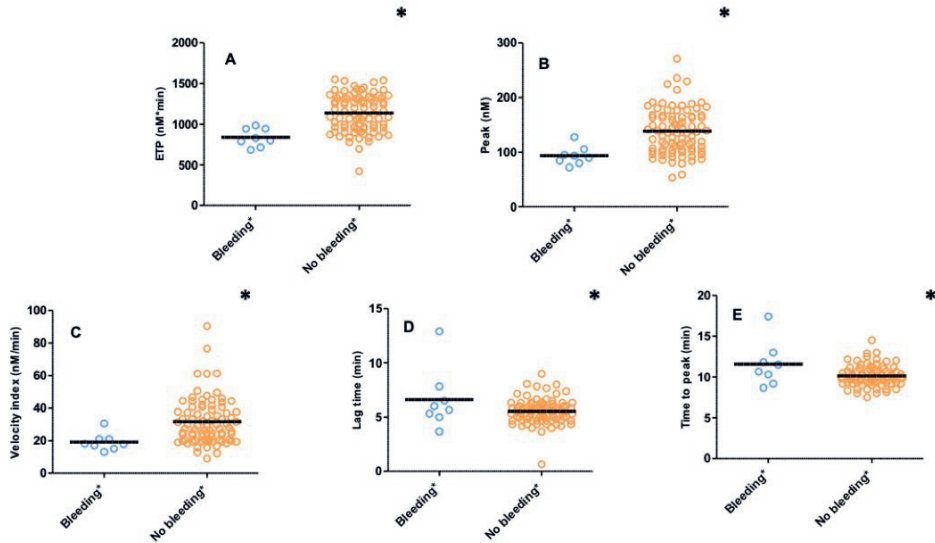 *
*
A
ETP (nM*min)
2000
1500
1000
500
0
Bleeding*
No bleeding*
B
Peak (nM)
300
200
100
0
Bleeding*
No bleeding*
*
*
*
C
Velocity index (nM/min)
100
80
60
40
20
0
Bleeding*
No bleeding*
D
Lag time (min)
15
10
5
0
Bleeding*
No bleeding*
E
Time to peak (min)
20
15
10
5
0
Bleeding*
No bleeding*